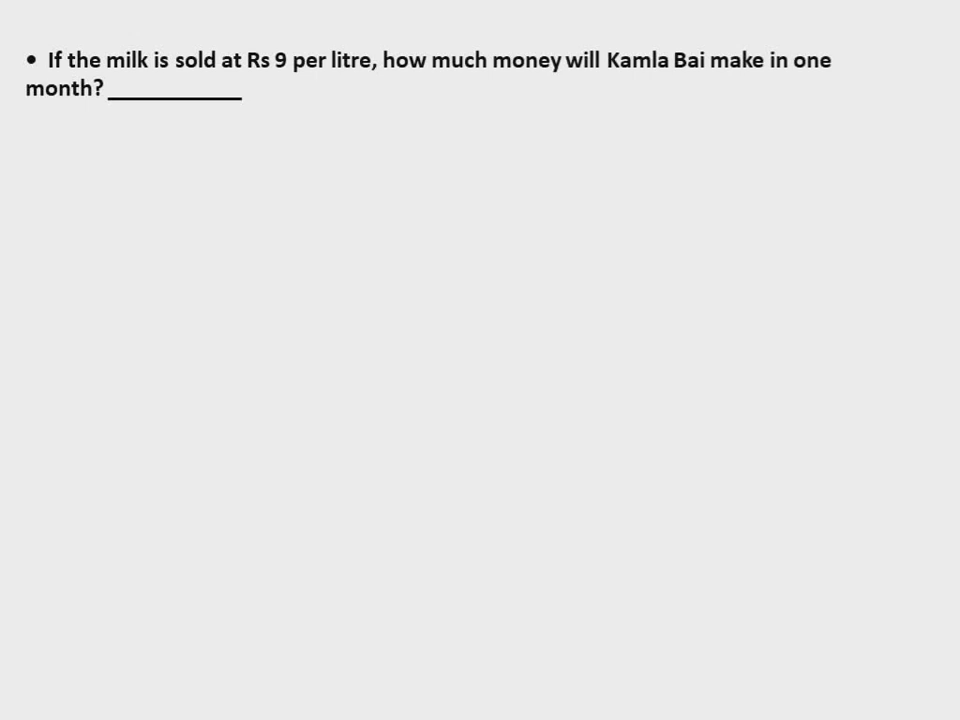 • If the milk is sold at Rs 9 per litre, how much money will Kamla Bai make in one
month? ___________